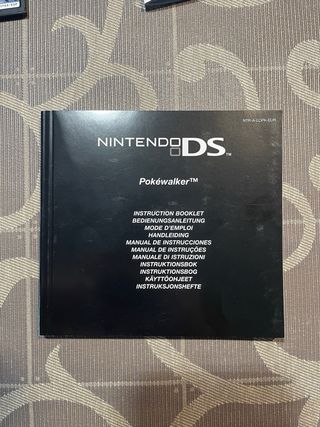 NINTENDO DS™
Pokéwalker™
INSTRUCTION BOOKLET
BEDIENUNGSANLEITUNG
MODE D'EMPLOI
HANDLEIDING
MANUAL DE INSTRUCCIONES
MANUAL DE INSTRUÇÕES
MANUALE DI ISTRUZIONI
INSTRUKTIONSBOK
INSTRUKTIONSBOG
KÄYTTÖOHJEET
INSTRUKSJONSHEFTE